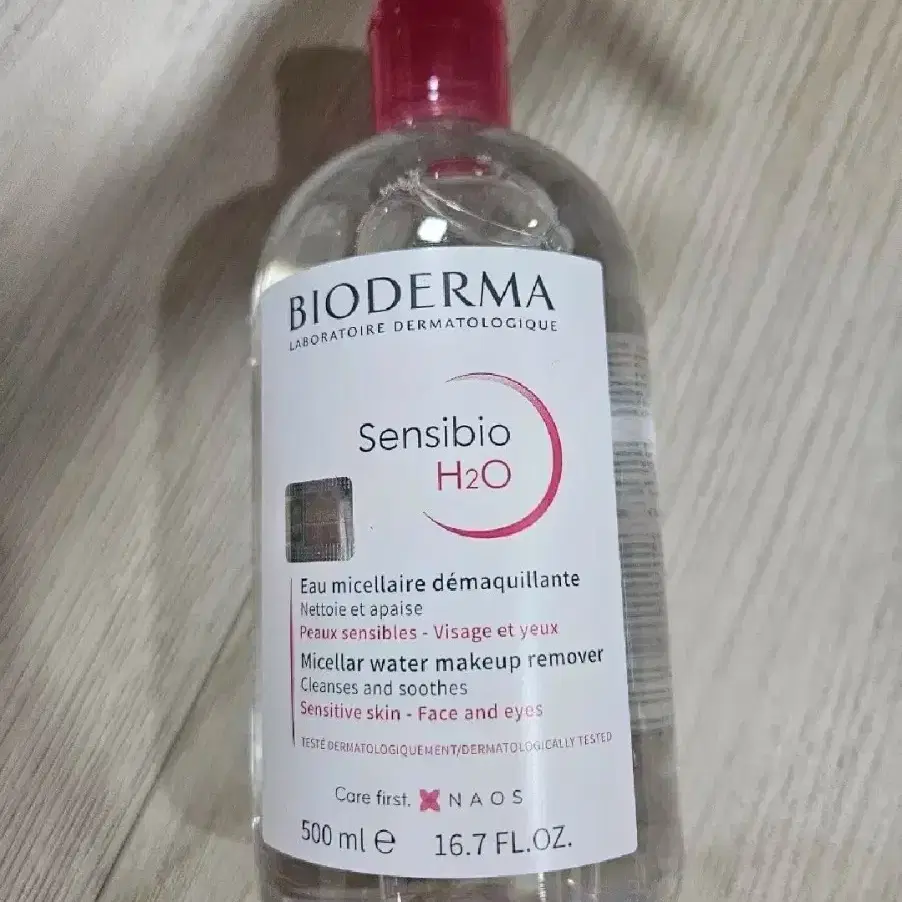 BIODERMA
LABORATOIRE DERMATOLOGIQUE
Sensibio
H2O
Eau micellaire démaquillante
Nettoie et apaise
Peaux sensibles - Visage et yeux
Micellar water makeup remover
Cleanses and soothes
Sensitive skin - Face and eyes
TESTÉ DERMATOLOGIQUEMENT/DERMATOLOGICALLY TESTED
Care first. NAOS
500 ml e 16.7 FL.OZ.